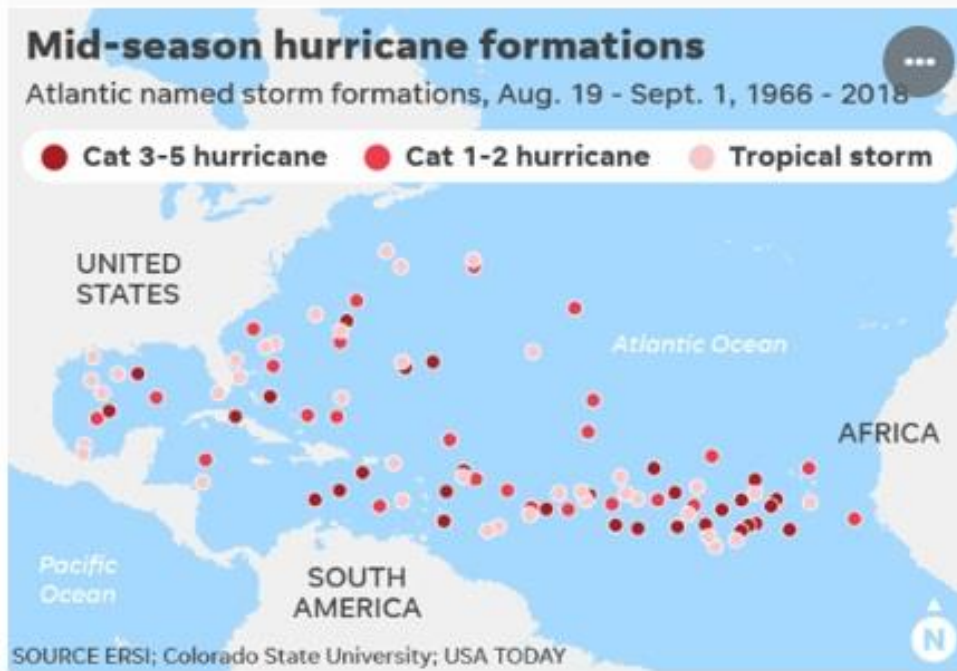 Mid-season hurricane formations
Atlantic named storm formations, Aug. 19 - Sept. 1, 1966 - 2018
Cat 3-5 hurricane Cat 1-2 hurricane Tropical storm
UNITED
STATES
Atlantic Ocean
AFRICA
Pacific
Ocean
SOUTH
AMERICA
N
SOURCE ERSI; Colorado State University; USA TODAY